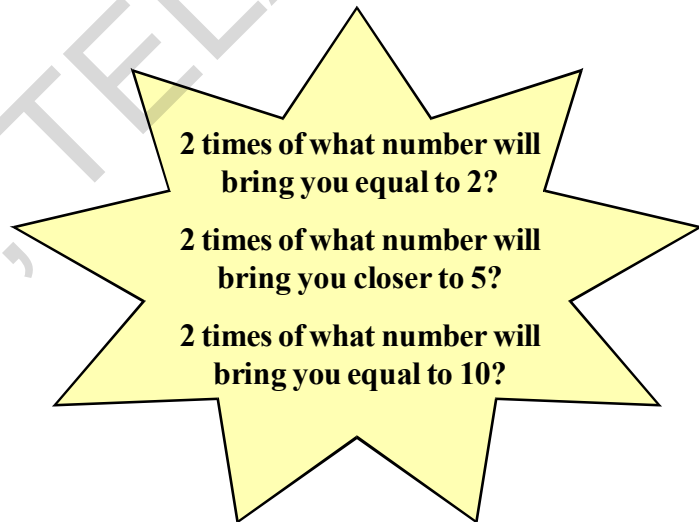 , TEL
2 times of what number will
bring you equal to 2?
2 times of what number will
bring you closer to 5?
2 times of what number will
bring you equal to 10?